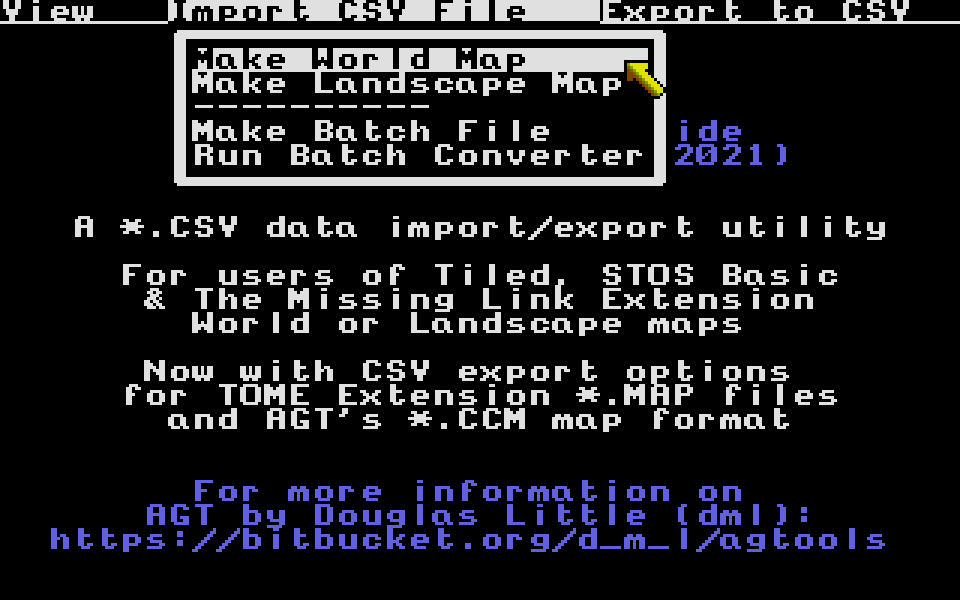 View Import CSV File Export to CSV
Make World Map
Make Landscape Map
----------
Make Batch File ide
Run Batch Converter 2021)
A *.CSV data import/export utility
For users of Tiled, STOS Basic
& The Missing Link Extension
World or Landscape maps
Now with CSV export options
for TOME Extension *.MAP files
and AGT's *.CCM map format
For more information on
AGT by Douglas Little (dml):
https://bitbucket.org/d_m_l/agtools